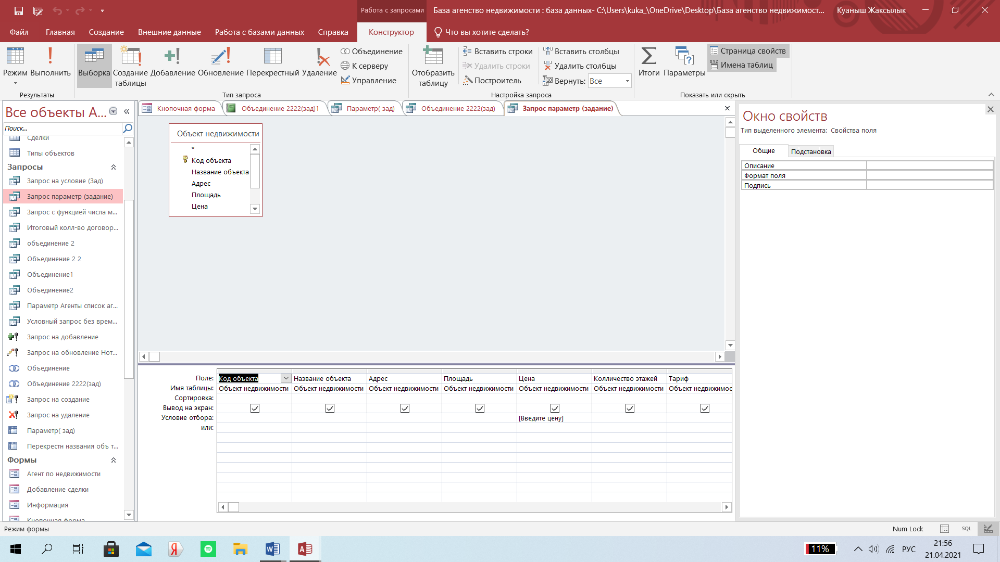 Работа с запросами
База агенство недвижимости : база данных- C:\Users\kuka_\OneDrive\Desktop\База агенство недвижимост...
Куаныш Жаксылык
Файл
Главная
Создание
Внешние данные
Работа с базами данных
Справка
Конструктор
Что вы хотите сделать?
Режим
Выполнить
Результаты
Выборка
Создание таблицы
Добавление
Обновление
Перекрестный
Удаление
Объединение
К серверу
Управление
Тип запроса
Отобразить таблицу
Вставить строки
Удалить строки
Построитель
Вставить столбцы
Удалить столбцы
Вернуть: Все
Настройка запроса
Итоги
Параметры
Страница свойств
Имена таблиц
Показать или скрыть
Все объекты A...
Поиск...
Сделки
Типы объектов
Запросы
Запрос на условие (Зад)
Запрос параметр (задание)
Запрос с функцией числа м...
Итоговый колл-во договор...
объединение 2
Объединение 2 2
Объединение1
Объединение2
Параметр Агенты список аг...
Условный запрос без врем...
Запрос на добавление
Запрос на обновление Нот...
Объединение
Объединение 2222(зад)
Запрос на создание
Запрос на удаление
Параметр( зад)
Перекрестн названия объ т...
Формы
Агент по недвижимости
Добавление сделки
Информация
Кнопочная форма
Кнопочная форма
Объединение 2222(зад)1
Параметр( зад)
Объединение 2222(зад)
Запрос параметр (задание)
Объект недвижимости
*
Код объекта
Название объекта
Адрес
Площадь
Цена
Поле: Код объекта Название объекта Адрес Площадь Цена Колличество этажей Тариф
Имя таблицы: Объект недвижимости Объект недвижимости Объект недвижимости Объект недвижимости Объект недвижимости Объект недвижимости Объект недвижимос
Сортировка:
Вывод на экран:
Условие отбора: [Введите цену]
или:
Окно свойств
Тип выделенного элемента: Свойства поля
Общие
Подстановка
Описание
Формат поля
Подпись
Режим формы
Num Lock
SQL
11%
РУС
21:56
21.04.2021